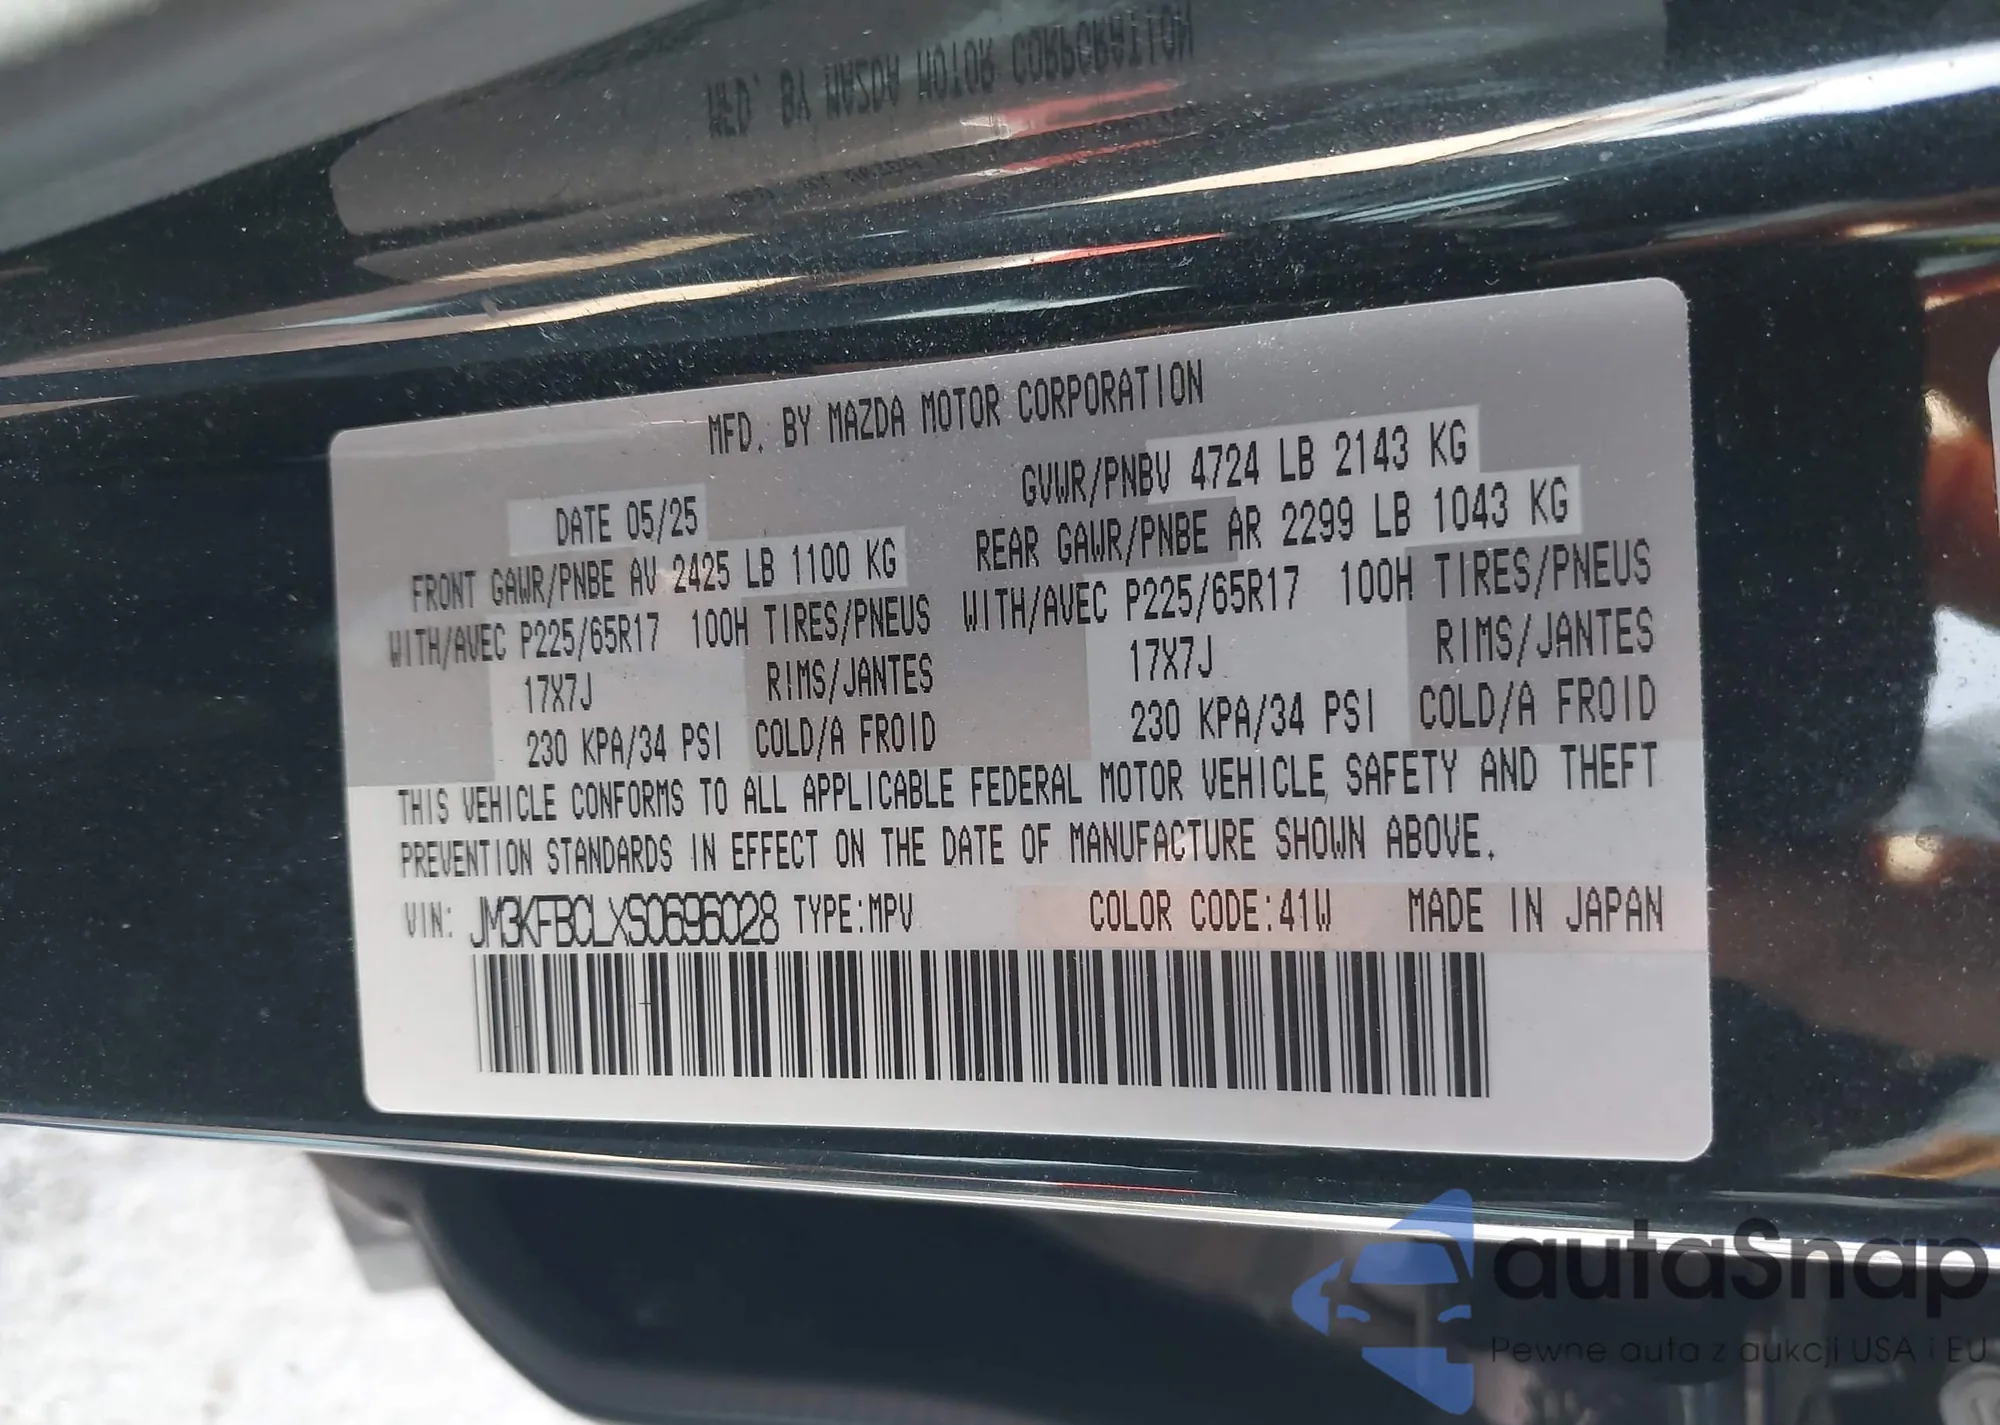 MFD. BY MAZDA MOTOR CORPORATION
DATE 05/25
GVWR/PNBV 4724 LB 2143 KG
FRONT GAWR/PNBE AV 2425 LB 1100 KG
REAR GAWR/PNBE AR 2299 LB 1043 KG
WITH/AVEC P225/65R17 100H TIRES/PNEUS
WITH/AVEC P225/65R17 100H TIRES/PNEUS
17X7J RIMS/JANTES
17X7J RIMS/JANTES
230 KPA/34 PSI COLD/A FROID
230 KPA/34 PSI COLD/A FROID
THIS VEHICLE CONFORMS TO ALL APPLICABLE FEDERAL MOTOR VEHICLE SAFETY AND THEFT
PREVENTION STANDARDS IN EFFECT ON THE DATE OF MANUFACTURE SHOWN ABOVE.
VIN: JM3KFBCLXS0696028 TYPE:MPV COLOR CODE:41W MADE IN JAPAN
autaSnap
Pewne auta z aukcji USA i EU